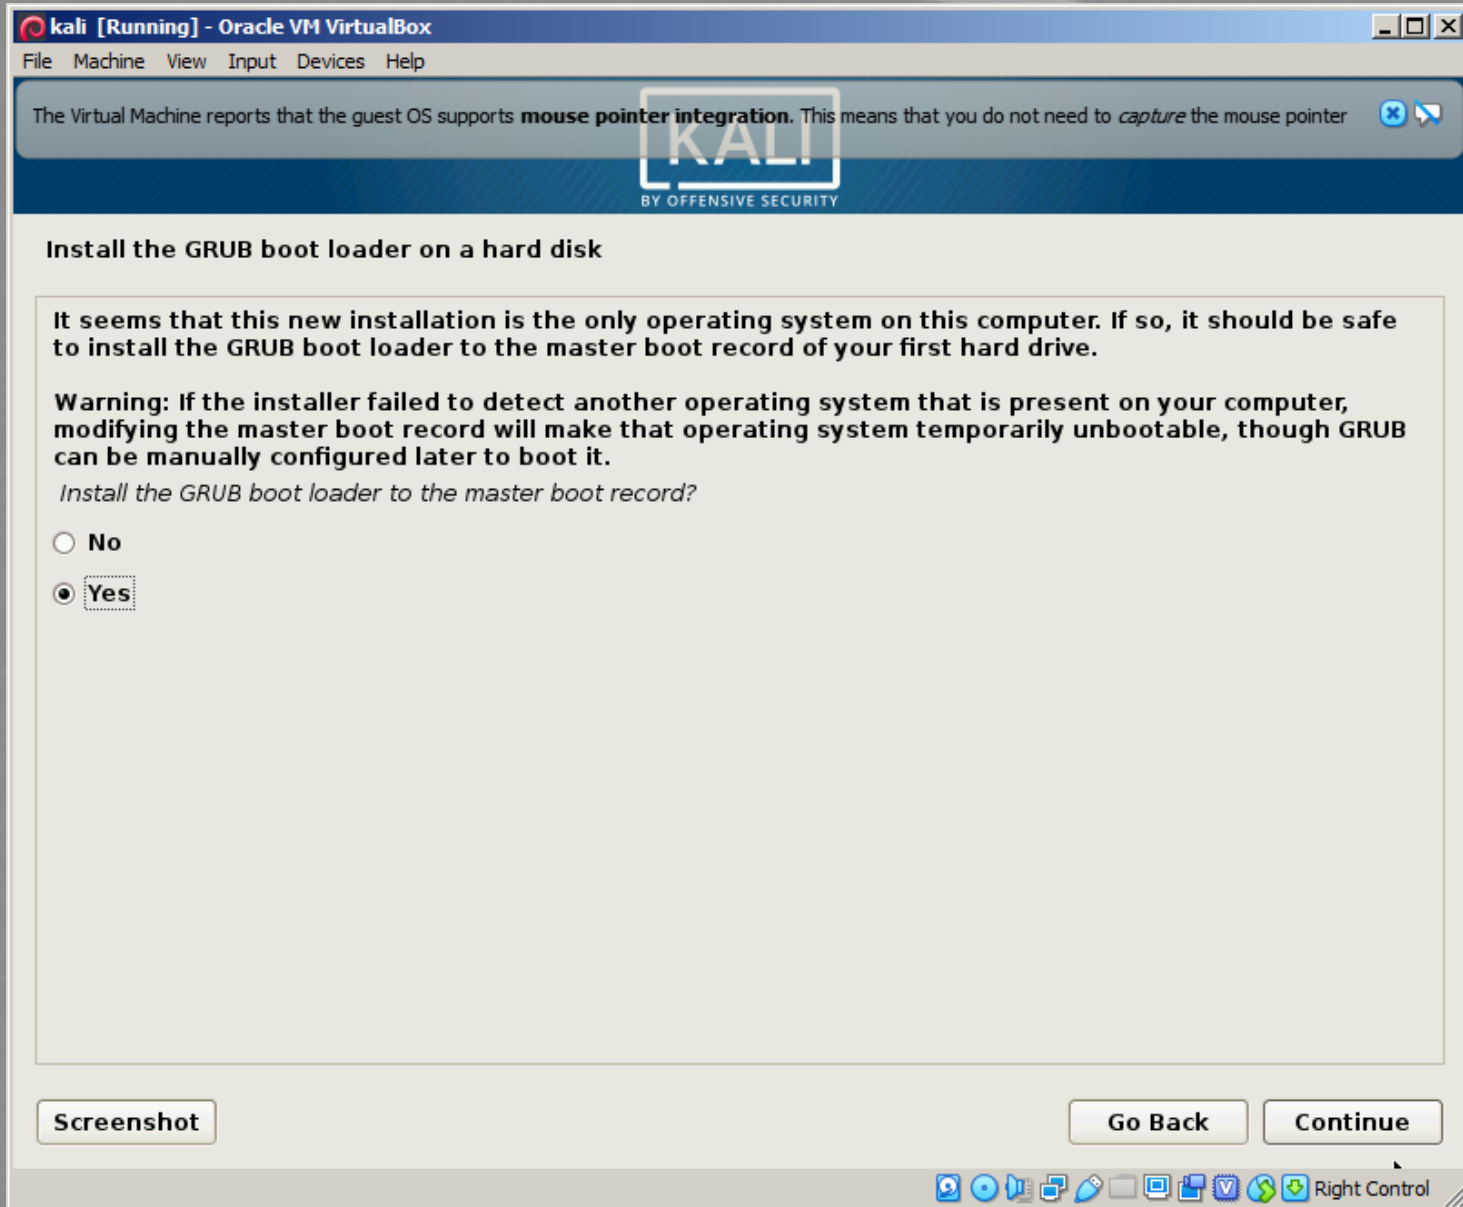 kali [Running] - Oracle VM VirtualBox
File Machine View Input Devices Help
The Virtual Machine reports that the guest OS supports mouse pointer integration. This means that you do not need to capture the mouse pointer
KALI
BY OFFENSIVE SECURITY
Install the GRUB boot loader on a hard disk
It seems that this new installation is the only operating system on this computer. If so, it should be safe
to install the GRUB boot loader to the master boot record of your first hard drive.
Warning: If the installer failed to detect another operating system that is present on your computer,
modifying the master boot record will make that operating system temporarily unbootable, though GRUB
can be manually configured later to boot it.
Install the GRUB boot loader to the master boot record?
No
Yes
Screenshot
Go Back
Continue
Right Control